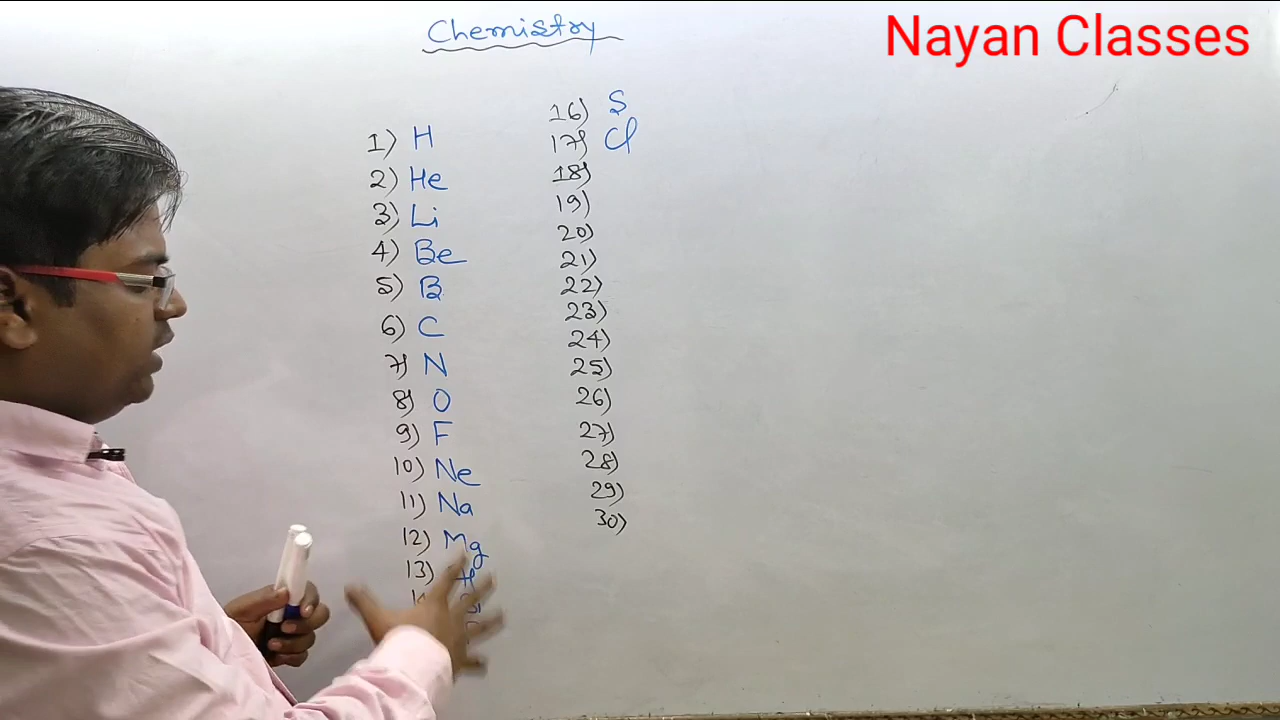 Chemistry
Nayan Classes
1) H
2) He
3) Li
4) Be
5) B
6) C
7) N
8) O
9) F
10) Ne
11) Na
12) Mg
13)
16) S
17) Cl
18)
19)
20)
21)
22)
23)
24)
25)
26)
27)
28)
29)
30)